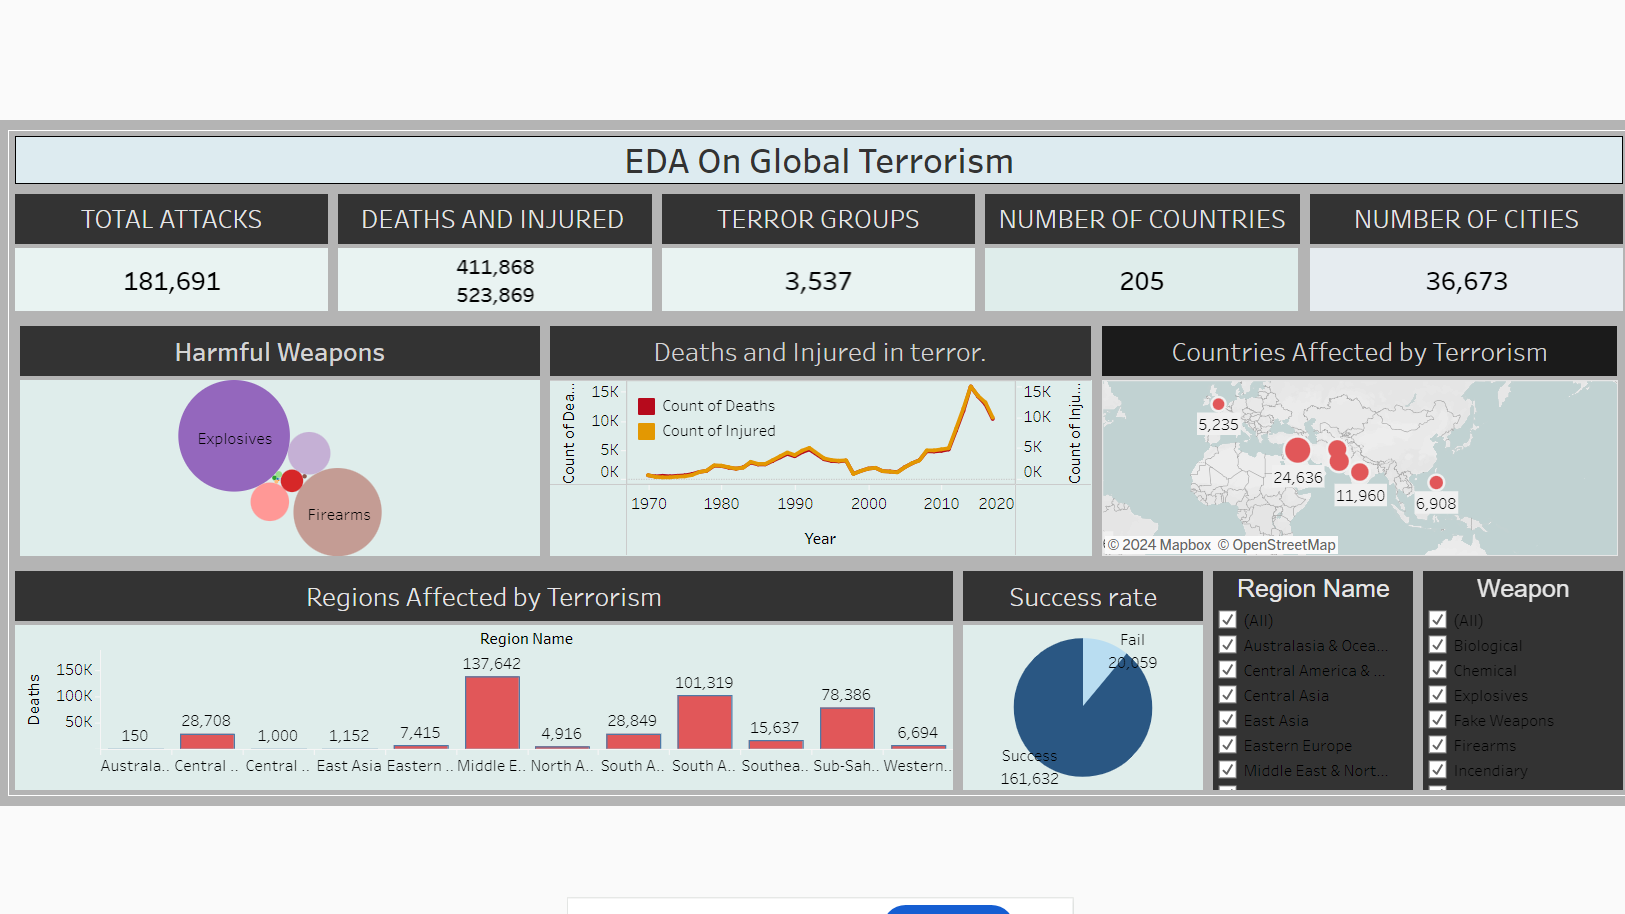 EDA On Global Terrorism
TOTAL ATTACKS
181,691
DEATHS AND INJURED
411,868
523,869
TERROR GROUPS
3,537
NUMBER OF COUNTRIES
205
NUMBER OF CITIES
36,673
Harmful Weapons
Explosives
Firearms
Deaths and Injured in terror.
Count of Dea...
15K
10K
5K
0K
Count of Deaths
Count of Injured
15K
10K
5K
0K
Count of Inju...
1970 1980 1990 2000 2010 2020
Year
Countries Affected by Terrorism
5,235
24,636
11,960
6,908
© 2024 Mapbox © OpenStreetMap
Regions Affected by Terrorism
Region Name
Deaths
150K
100K
50K
150
28,708
1,000
1,152
7,415
137,642
4,916
28,849
101,319
15,637
78,386
6,694
Australa.. Central .. Central .. East Asia Eastern .. Middle E.. North A.. South A.. South A.. Southea.. Sub-Sah.. Western..
Success rate
Fail
20,059
Success
161,632
Region Name
(All)
Australasia & Ocea...
Central America & ...
Central Asia
East Asia
Eastern Europe
Middle East & Nort...
Weapon
(All)
Biological
Chemical
Explosives
Fake Weapons
Firearms
Incendiary